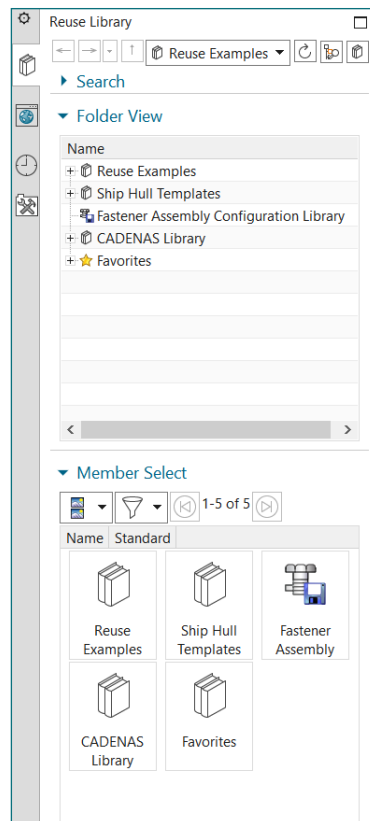 Reuse Library
Reuse Examples
Search
Folder View
Name
Reuse Examples
Ship Hull Templates
Fastener Assembly Configuration Library
CADENAS Library
Favorites
Member Select
1-5 of 5
Name Standard
Reuse
Examples
Ship Hull
Templates
Fastener
Assembly
CADENAS
Library
Favorites